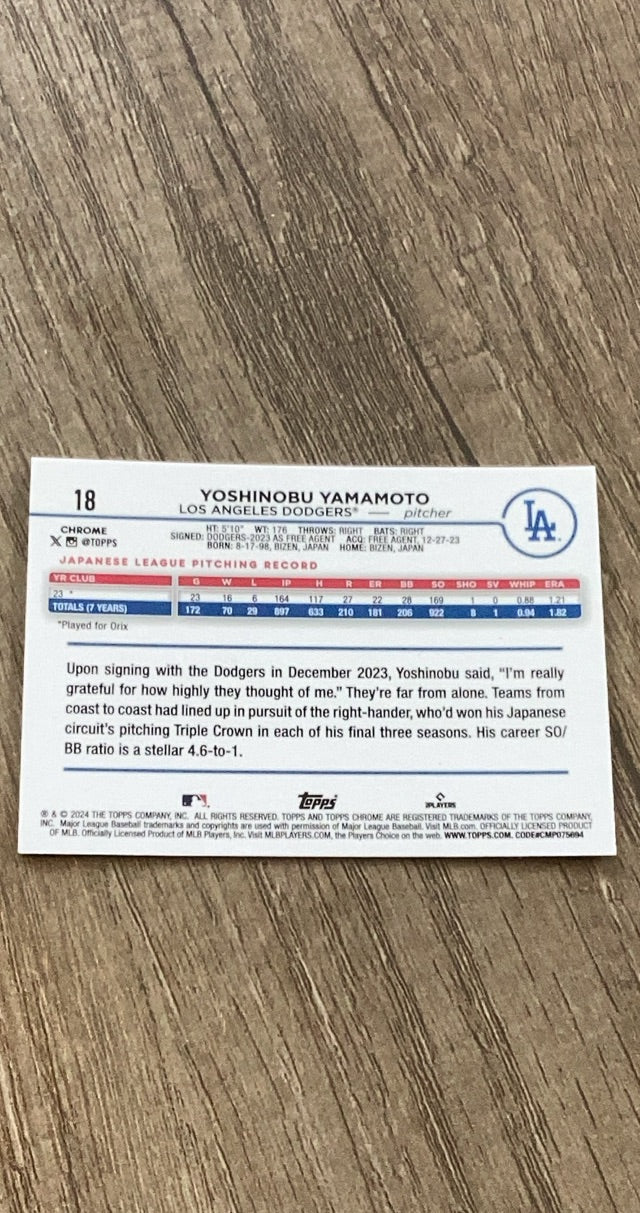 18
YOSHINOBU YAMAMOTO
LOS ANGELES DODGERS® — pitcher
LA
CHROME
@TOPPS
HT: 5'10" WT: 176 THROWS: RIGHT BATS: RIGHT
SIGNED: DODGERS-2023 AS FREE AGENT ACQ: FREE AGENT, 12-27-23
BORN: 8-17-98, BIZEN, JAPAN HOME: BIZEN, JAPAN
JAPANESE LEAGUE PITCHING RECORD
YR CLUB G W L IP H R ER BB SO SHO SV WHIP ERA
23 * 23 16 6 164 117 27 22 28 169 1 0 0.88 1.21
TOTALS (7 YEARS) 172 70 29 897 633 210 181 206 922 8 1 0.94 1.82
*Played for Orix
Upon signing with the Dodgers in December 2023, Yoshinobu said, "I'm really
grateful for how highly they thought of me." They're far from alone. Teams from
coast to coast had lined up in pursuit of the right-hander, who'd won his Japanese
circuit's pitching Triple Crown in each of his final three seasons. His career SO/
BB ratio is a stellar 4.6-to-1.
Topps
PLAYERS
® & © 2024 THE TOPPS COMPANY, INC. ALL RIGHTS RESERVED. TOPPS AND TOPPS CHROME ARE REGISTERED TRADEMARKS OF THE TOPPS COMPANY,
INC. Major League Baseball trademarks and copyrights are used with permission of Major League Baseball. Visit MLB.com. OFFICIALLY LICENSED PRODUCT
OF MLB. Officially Licensed Product of MLB Players, Inc. Visit MLBPLAYERS.COM, the Players Choice on the web. WWW.TOPPS.COM. CODE#CMP075694